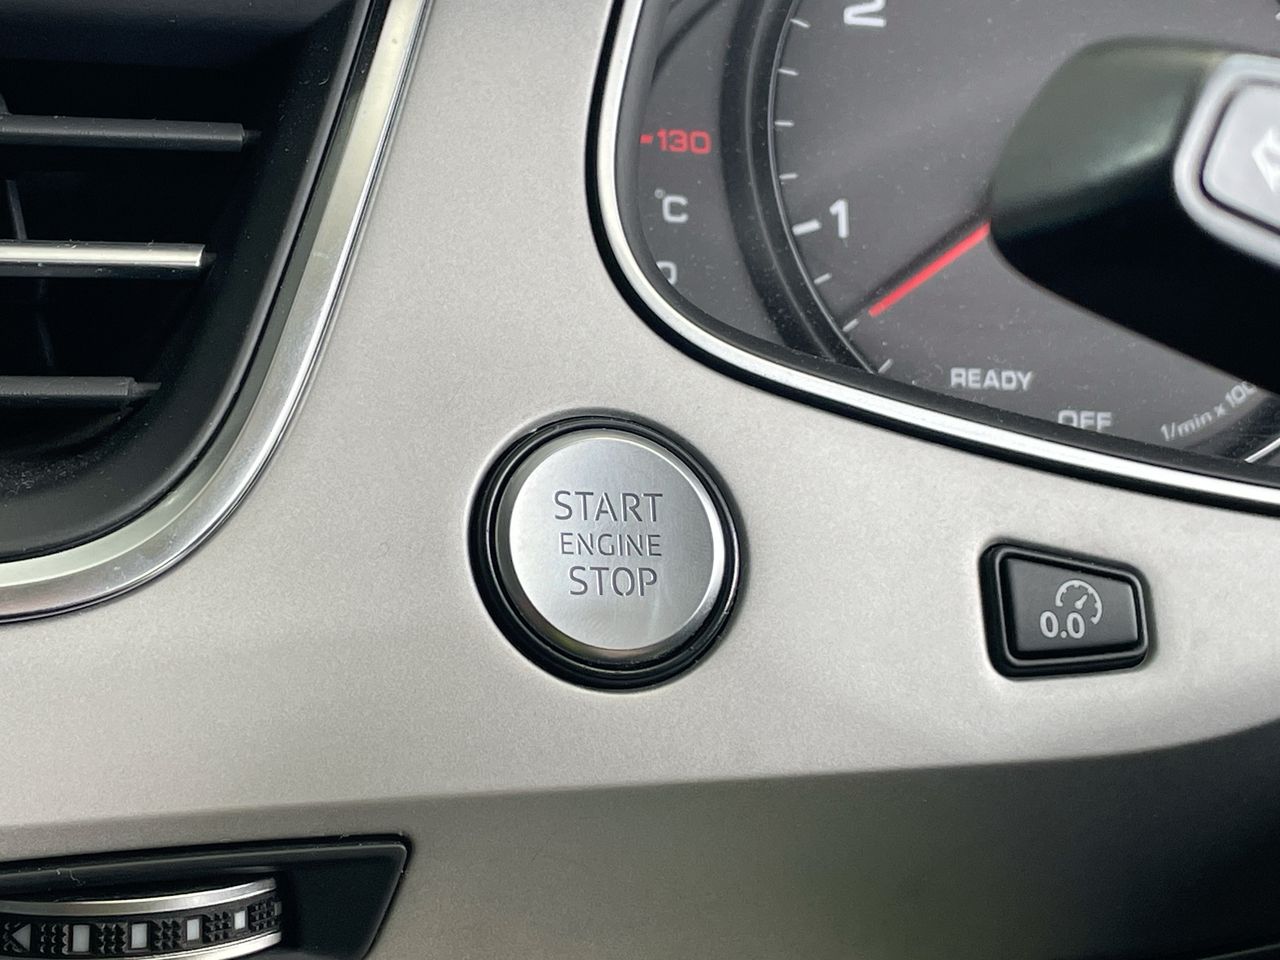 2
130
°C
1
READY
OFF
START
ENGINE
STOP
0.0